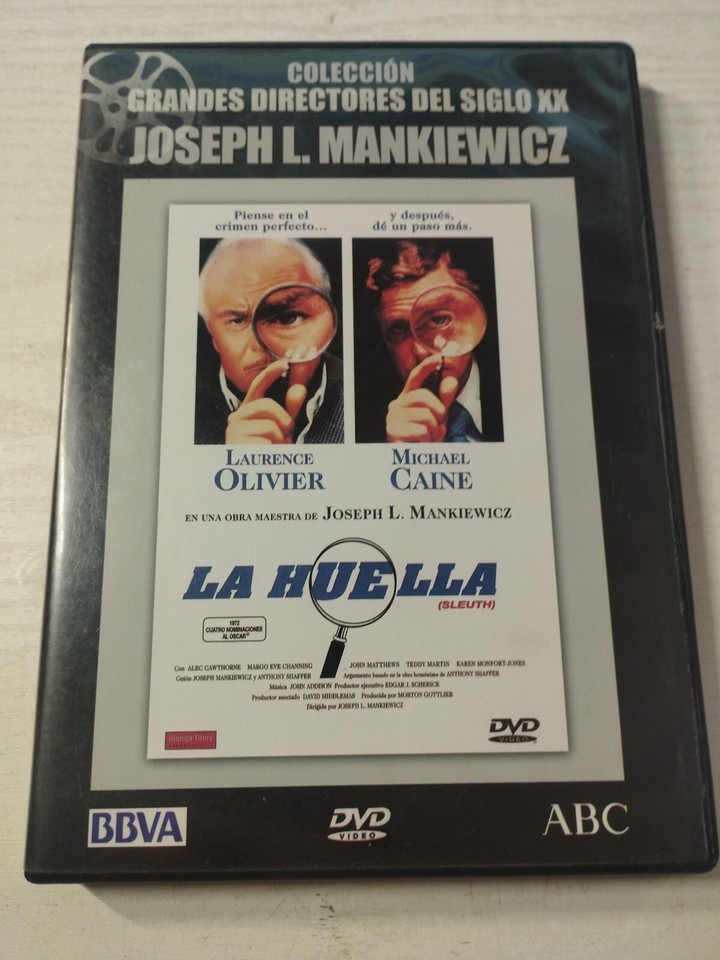 COLECCIÓN
GRANDES DIRECTORES DEL SIGLO XX
JOSEPH L. MANKIEWICZ
Piense en el
crimen perfecto...
y después,
dé un paso más.
LAURENCE
OLIVIER
MICHAEL
CAINE
EN UNA OBRA MAESTRA DE JOSEPH L. MANKIEWICZ
LA HUELLA
(SLEUTH)
1972
CUATRO NOMINACIONES
AL OSCAR
Con ALEC CAWTHORNE MARGO EVE CHANNING JOHN MATTHEWS TEDDY MARTIN KAREN MONFORT-JONES
Guión JOSEPH MANKIEWICZ y ANTHONY SHAFFER Argumento basado en la obra homónima de ANTHONY SHAFFER
Música JOHN ADDISON Productor ejecutivo EDGAR J. SCHERICK
Productor asociado DAVID MIDDLEMAS Producida por MORTON GOTTLIEB
Dirigida por JOSEPH L. MANKIEWICZ
manga films
DVD
VIDEO
BBVA
DVD
VIDEO
ABC